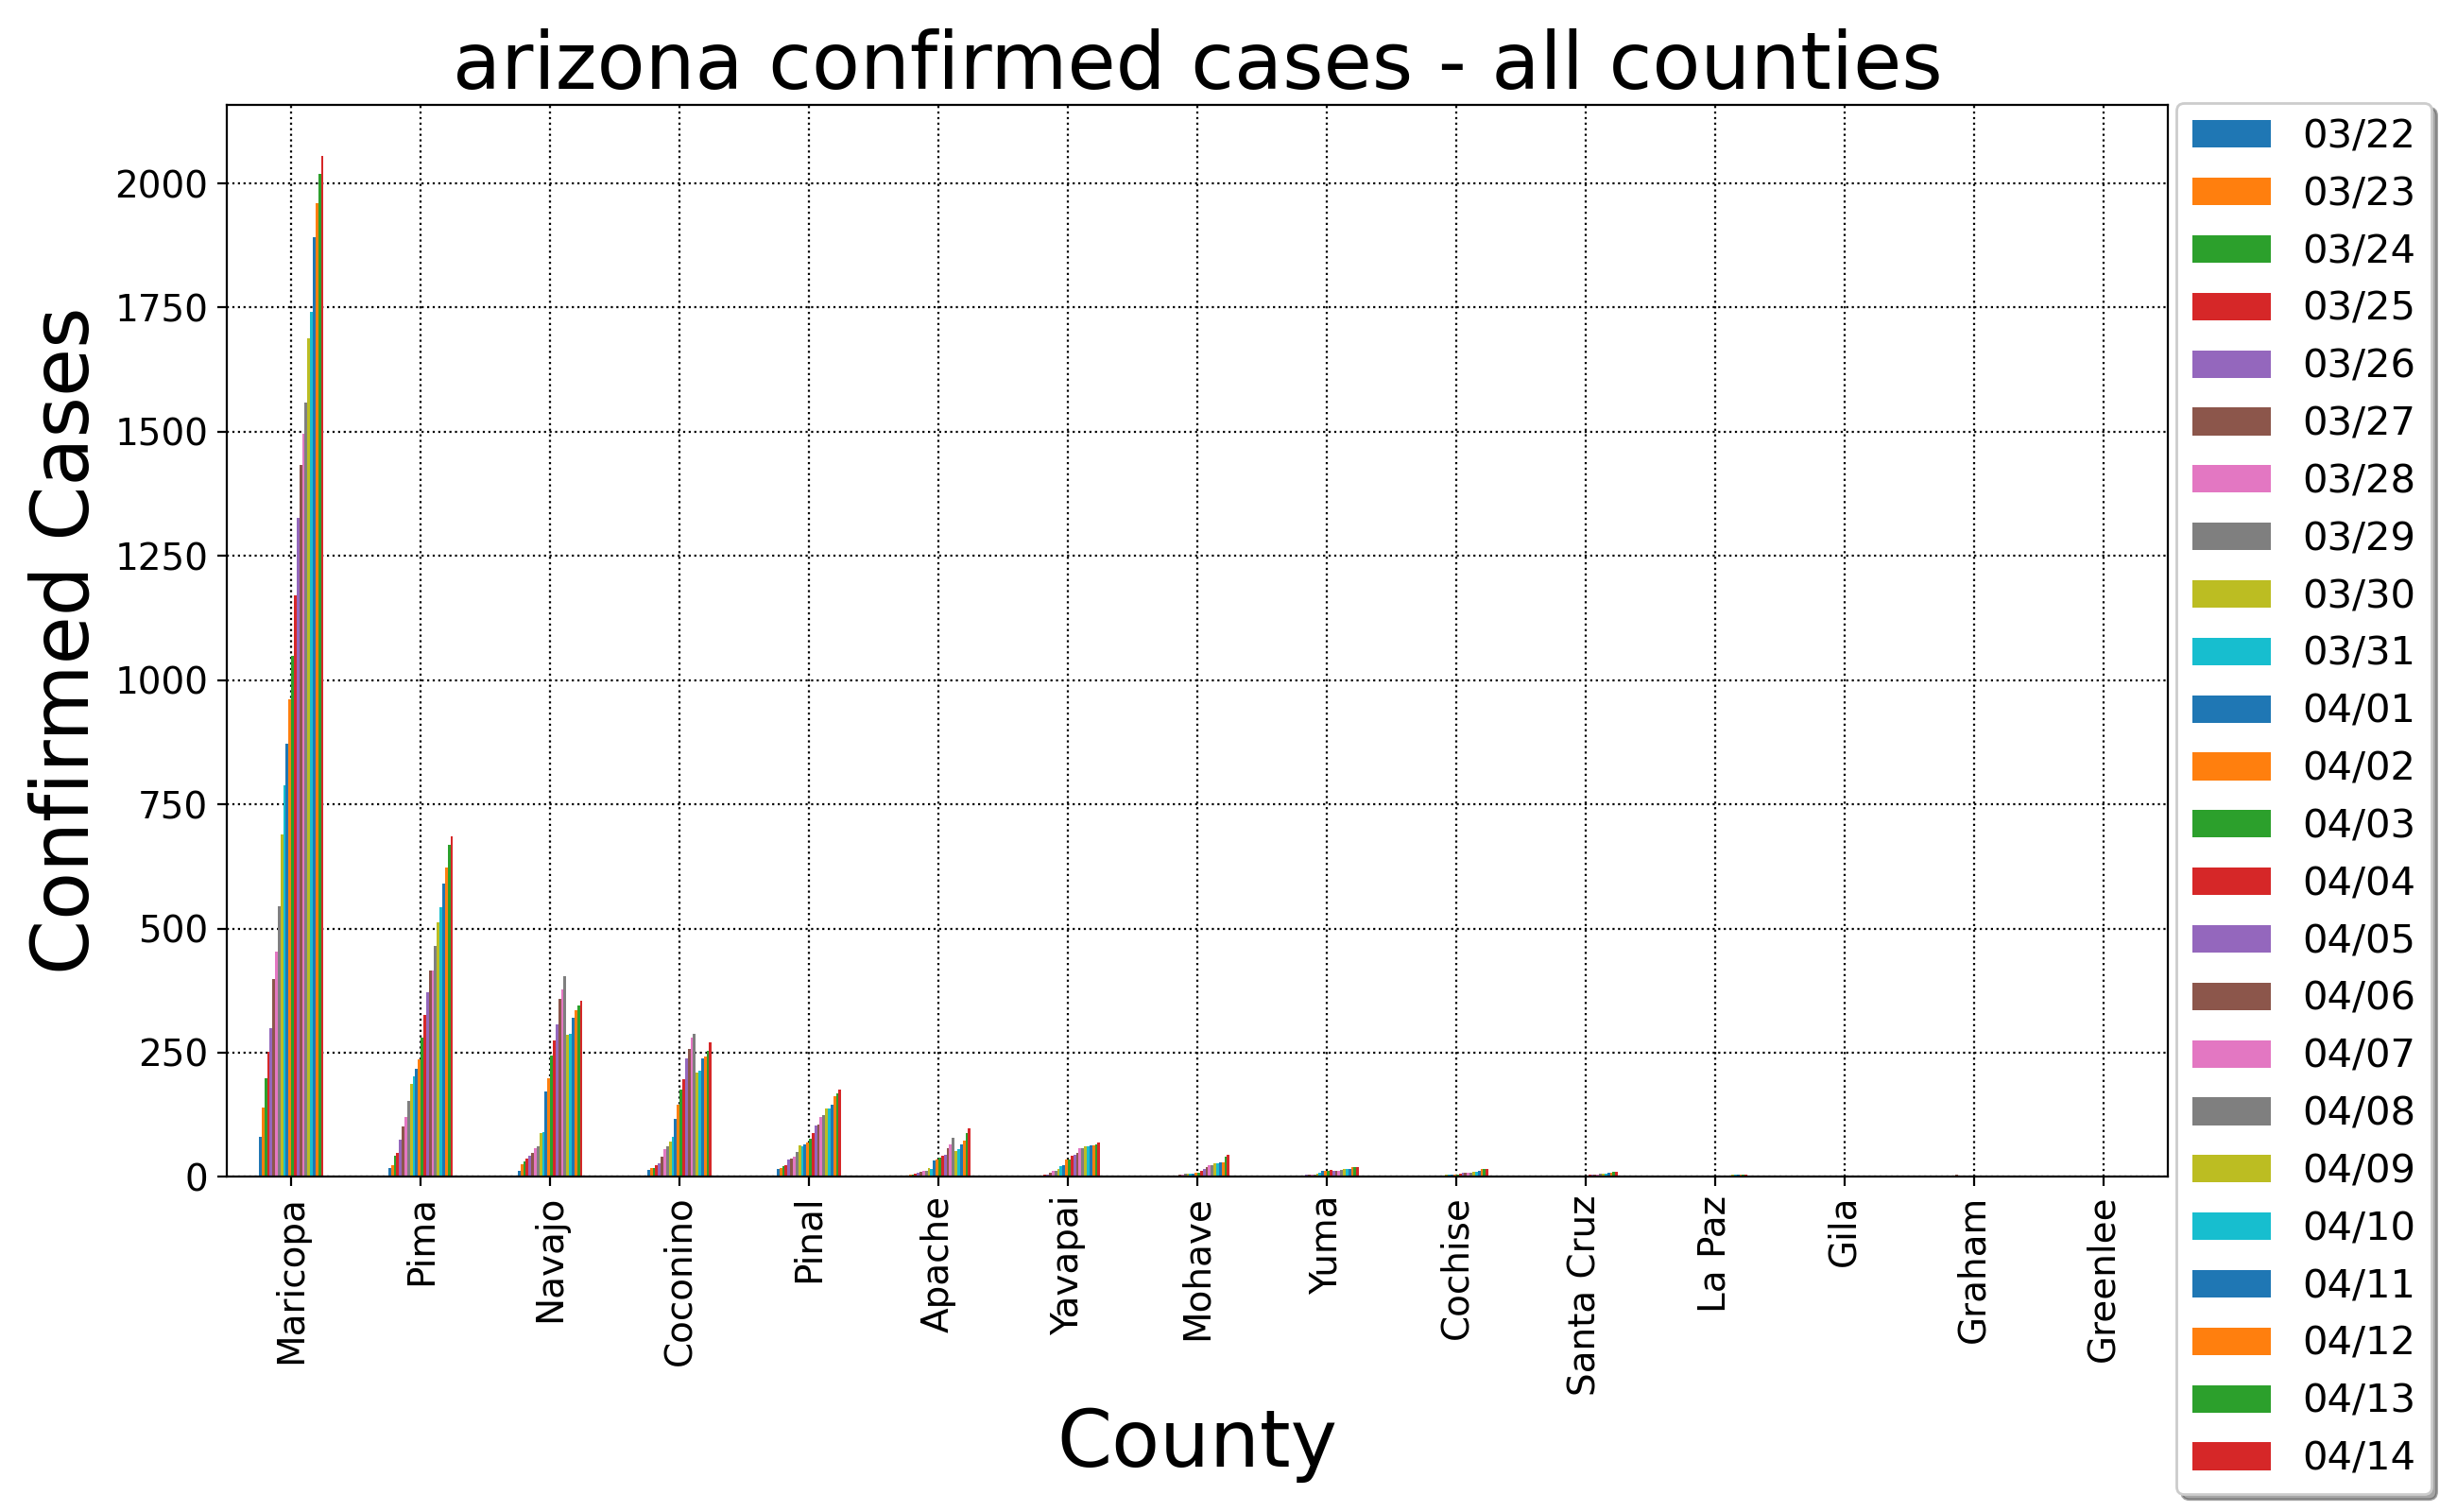 arizona confirmed cases - all counties
Confirmed Cases
2000
1750
1500
1250
1000
750
500
250
0
Maricopa
Pima
Navajo
Coconino
Pinal
Apache
Yavapai
Mohave
Yuma
Cochise
Santa Cruz
La Paz
Gila
Graham
Greenlee
County
03/22
03/23
03/24
03/25
03/26
03/27
03/28
03/29
03/30
03/31
04/01
04/02
04/03
04/04
04/05
04/06
04/07
04/08
04/09
04/10
04/11
04/12
04/13
04/14